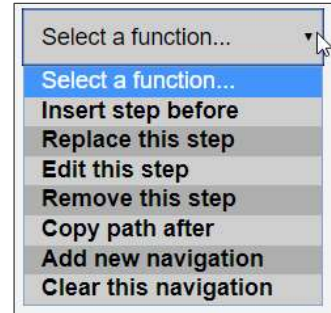 Select a function...
Select a function...
Insert step before
Replace this step
Edit this step
Remove this step
Copy path after
Add new navigation
Clear this navigation